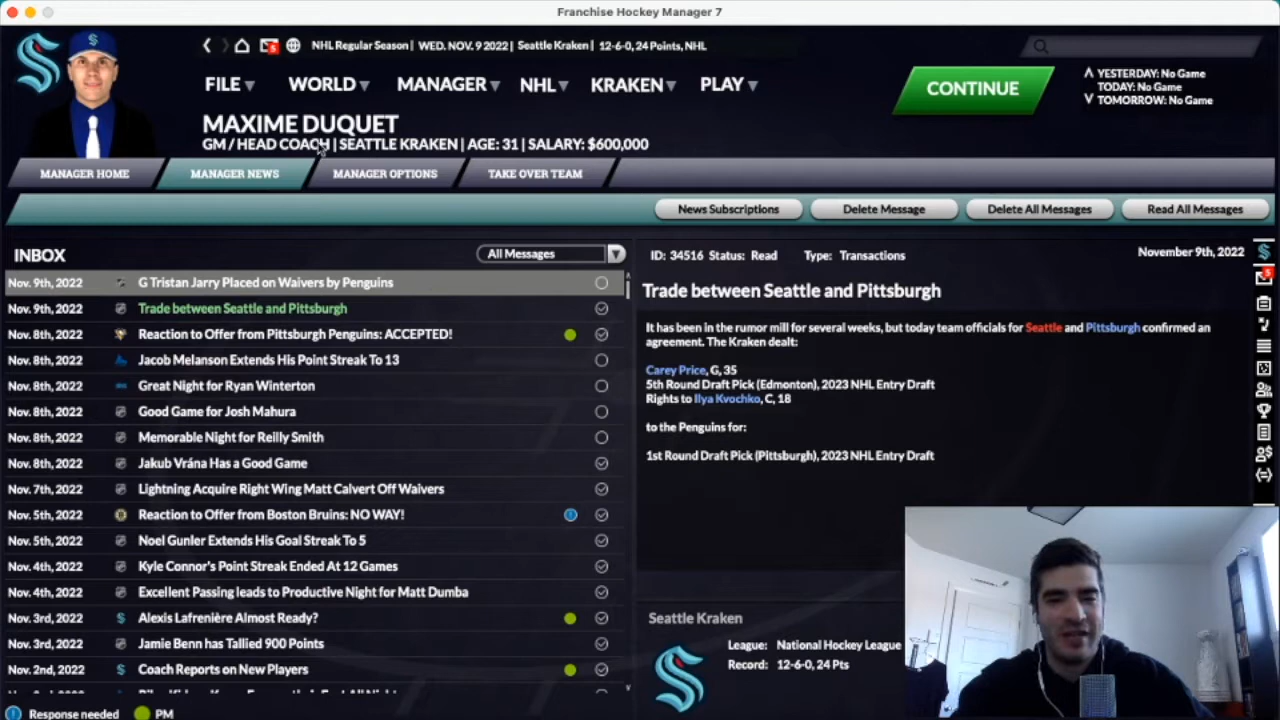 Franchise Hockey Manager 7
NHL Regular Season | WED. NOV. 9 2022 | Seattle Kraken | 12-6-0, 24 Points, NHL
FILE WORLD MANAGER NHL KRAKEN PLAY
CONTINUE
YESTERDAY: No Game
TODAY: No Game
TOMORROW: No Game
MAXIME DUQUET
GM / HEAD COACH | SEATTLE KRAKEN | AGE: 31 | SALARY: $600,000
MANAGER HOME MANAGER NEWS MANAGER OPTIONS TAKE OVER TEAM
News Subscriptions Delete Message Delete All Messages Read All Messages
INBOX All Messages
Nov. 9th, 2022 G Tristan Jarry Placed on Waivers by Penguins
Nov. 9th, 2022 Trade between Seattle and Pittsburgh
Nov. 8th, 2022 Reaction to Offer from Pittsburgh Penguins: ACCEPTED!
Nov. 8th, 2022 Jacob Melanson Extends His Point Streak To 13
Nov. 8th, 2022 Great Night for Ryan Winterton
Nov. 8th, 2022 Good Game for Josh Mahura
Nov. 8th, 2022 Memorable Night for Reilly Smith
Nov. 8th, 2022 Jakub Vrána Has a Good Game
Nov. 7th, 2022 Lightning Acquire Right Wing Matt Calvert Off Waivers
Nov. 5th, 2022 Reaction to Offer from Boston Bruins: NO WAY!
Nov. 5th, 2022 Noel Gunler Extends His Goal Streak To 5
Nov. 4th, 2022 Kyle Connor's Point Streak Ended At 12 Games
Nov. 4th, 2022 Excellent Passing leads to Productive Night for Matt Dumba
Nov. 3rd, 2022 Alexis Lafrenière Almost Ready?
Nov. 3rd, 2022 Jamie Benn has Tallied 900 Points
Nov. 2nd, 2022 Coach Reports on New Players
Response needed PM
ID: 34516 Status: Read Type: Transactions November 9th, 2022
Trade between Seattle and Pittsburgh
It has been in the rumor mill for several weeks, but today team officials for Seattle and Pittsburgh confirmed an
agreement. The Kraken dealt:
Carey Price, G, 35
5th Round Draft Pick (Edmonton), 2023 NHL Entry Draft
Rights to Ilya Kvochko, C, 18
to the Penguins for:
1st Round Draft Pick (Pittsburgh), 2023 NHL Entry Draft
Seattle Kraken
League: National Hockey League
Record: 12-6-0, 24 Pts